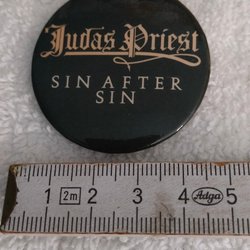 Judas Priest
SIN AFTER
SIN
1 2m 2 3 4 Adga 5